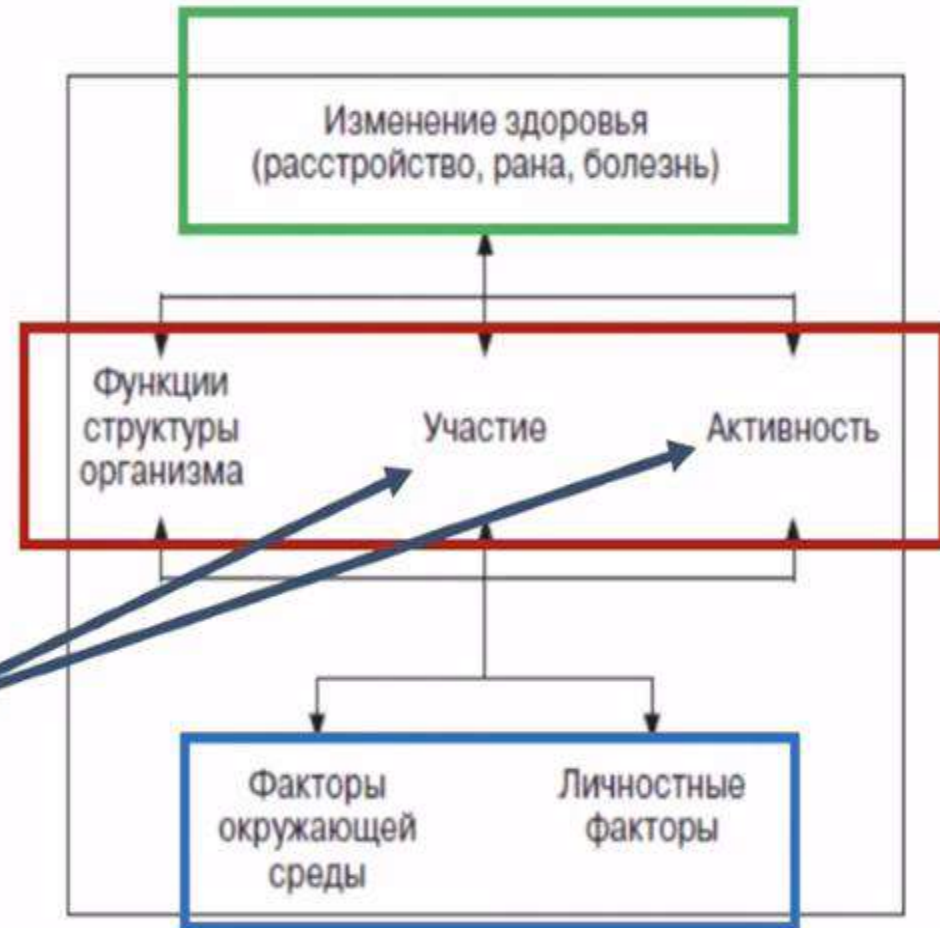 Изменение здоровья
(расстройство, рана, болезнь)
Функции
структуры
организма
Участие
Активность
Факторы
окружающей
среды
Личностные
факторы